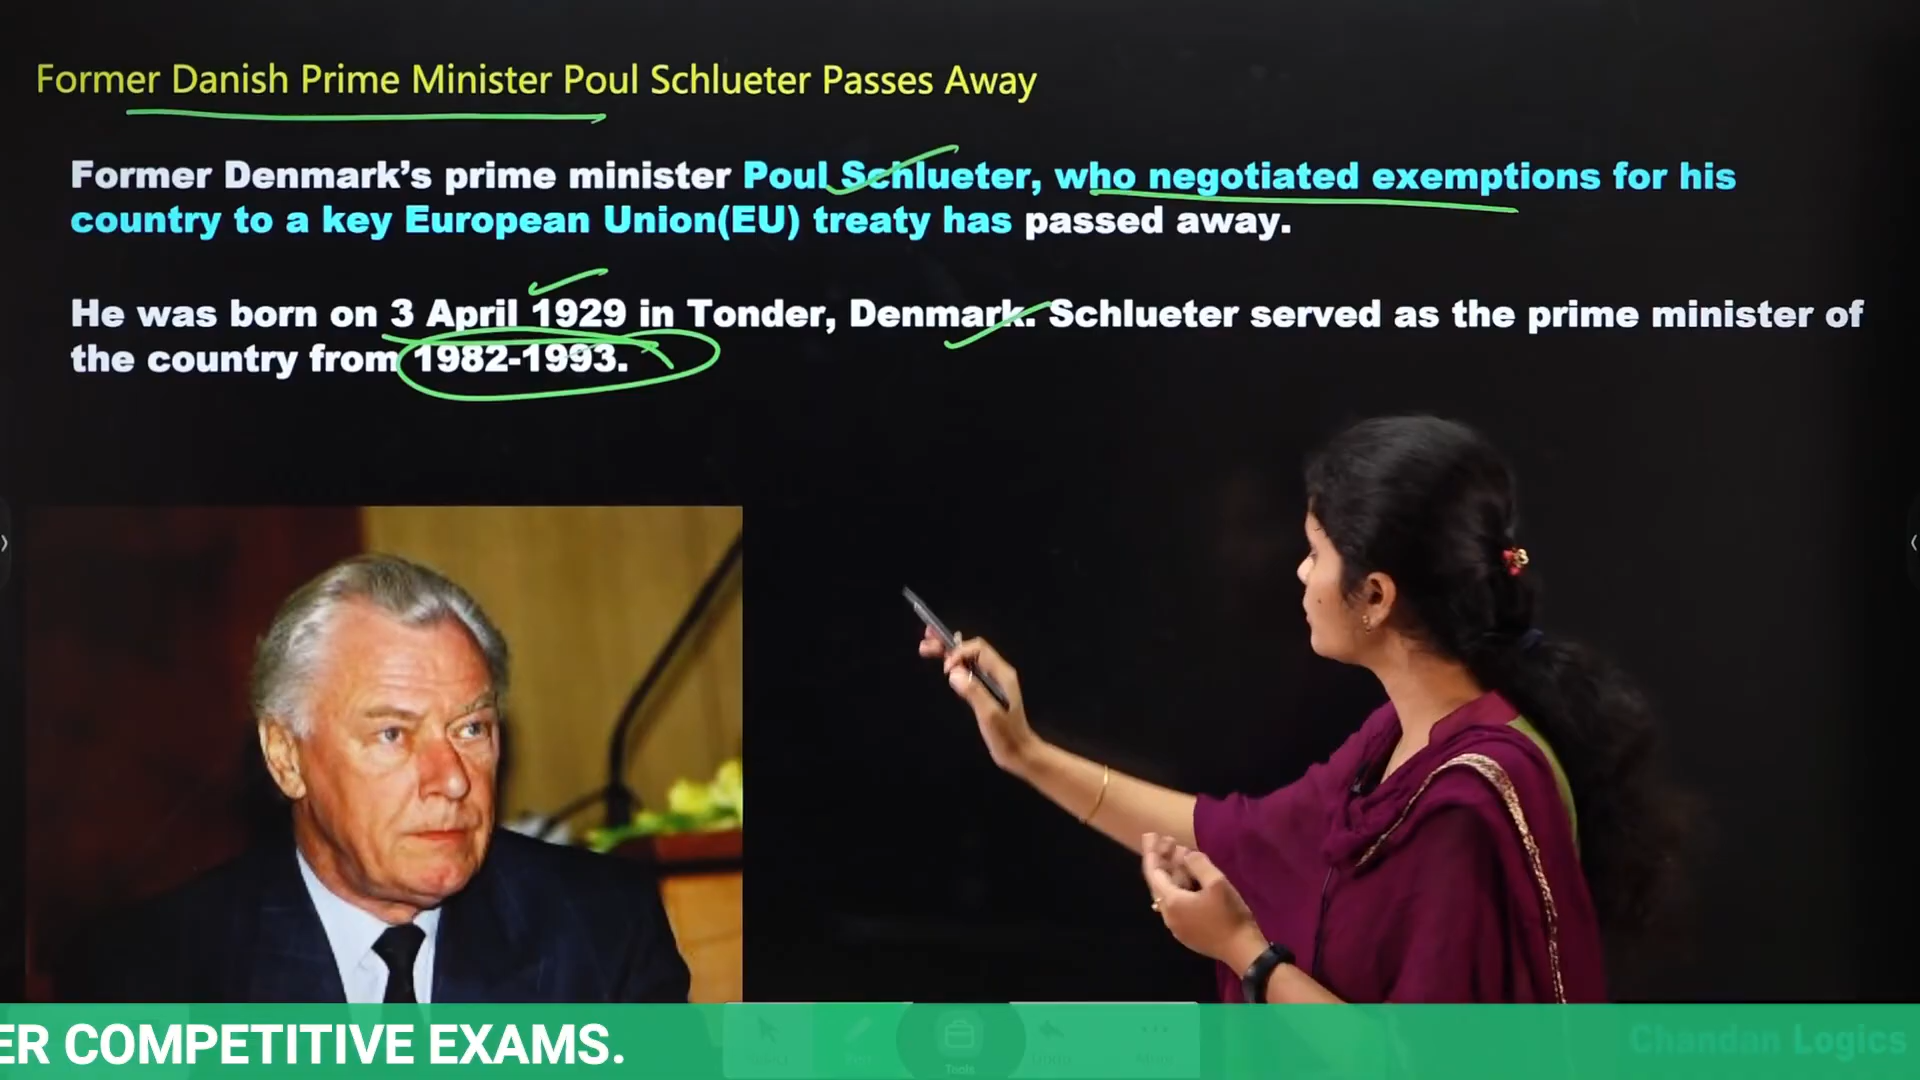 Former Danish Prime Minister Poul Schlueter Passes Away
Former Denmark’s prime minister Poul Schlueter, who negotiated exemptions for his
country to a key European Union(EU) treaty has passed away.
He was born on 3 April 1929 in Tonder, Denmark. Schlueter served as the prime minister of
the country from 1982-1993.
ER COMPETITIVE EXAMS.
Tools
Undo
Chandan Logics